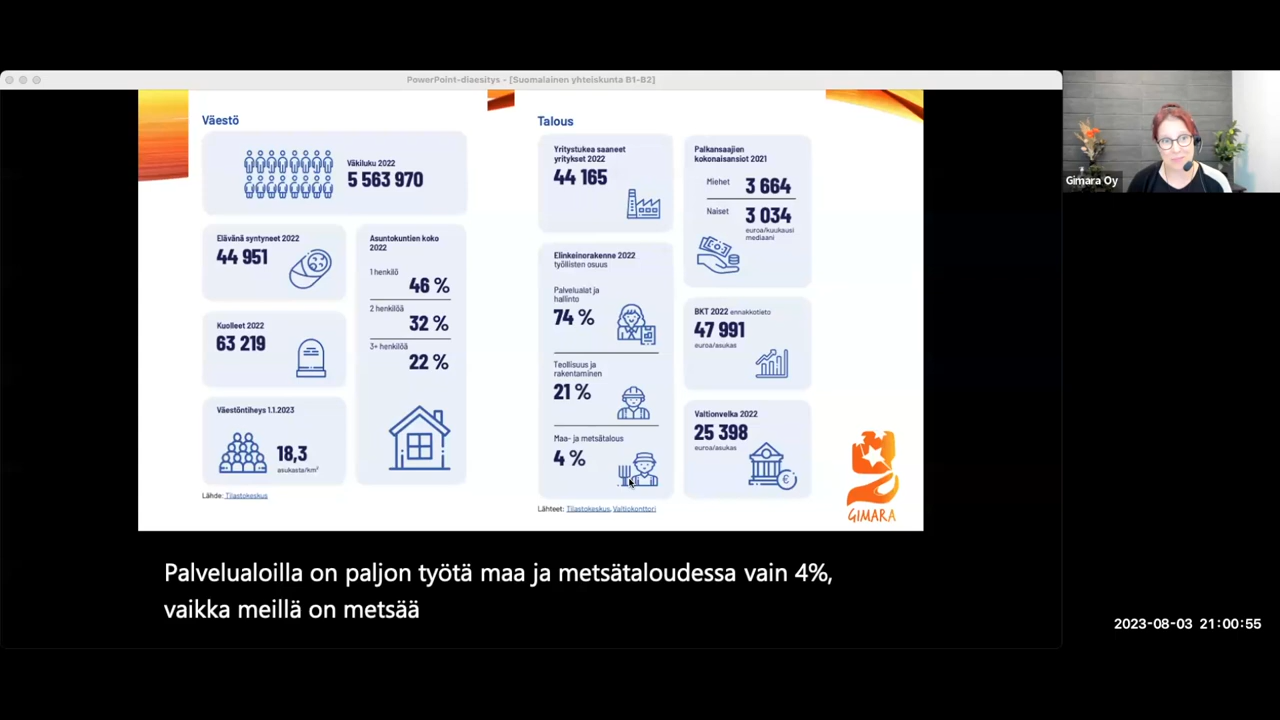 PowerPoint-diaesitys - [Suomalainen yhteiskunta B1-B2]
Väestö
Väkiluku 2022
5 563 970
Elävänä syntyneet 2022
44 951
Kuolleet 2022
63 219
Väestöntiheys 1.1.2023
18,3
asukasta/km²
Asuntokuntien koko
2022
1 henkilö
46 %
2 henkilöä
32 %
3+ henkilöä
22 %
Lähde: Tilastokeskus
Talous
Yritystukea saaneet
yritykset 2022
44 165
Elinkeinorakenne 2022
työllisten osuus
Palvelualat ja
hallinto
74 %
Teollisuus ja
rakentaminen
21 %
Maa- ja metsätalous
4 %
Palkansaajien
kokonaisansiot 2021
Miehet 3 664
Naiset 3 034
euroa/kuukausi
mediaani
BKT 2022 ennakkotieto
47 991
euroa/asukas
Valtionvelka 2022
25 398
euroa/asukas
€
Lähteet: Tilastokeskus, Valtiokonttori
GIMARA
Gimara Oy
Palvelualoilla on paljon työtä maa ja metsätaloudessa vain 4%,
vaikka meillä on metsää
2023-08-03 21:00:55